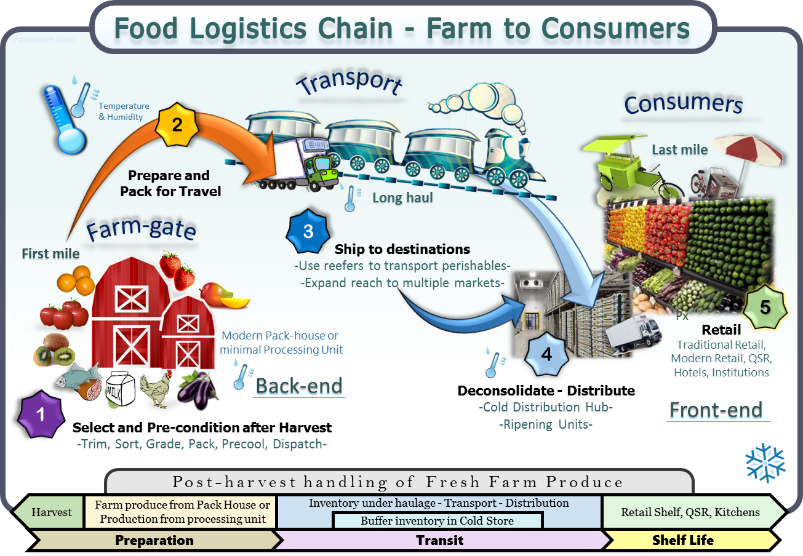 Food Logistics Chain - Farm to Consumers
Transport
Consumers
Temperature
& Humidity
2
Last mile
Prepare and
Pack for Travel
Long haul
Farm-gate
First mile
3
Ship to destinations
-Use reefers to transport perishables-
-Expand reach to multiple markets-
5
Px
Retail
Traditional Retail,
Modern Retail, QSR,
Hotels, Institutions
Modern Pack-house or
minimal Processing Unit
4
Back-end
MILK
Deconsolidate - Distribute
-Cold Distribution Hub-
-Ripening Units-
Front-end
1
Select and Pre-condition after Harvest
-Trim, Sort, Grade, Pack, Precool, Dispatch-
Post-harvest handling of Fresh Farm Produce
Harvest
Farm produce from Pack House or
Production from processing unit
Inventory under haulage - Transport - Distribution
Buffer inventory in Cold Store
Retail Shelf, QSR, Kitchens
Preparation
Transit
Shelf Life